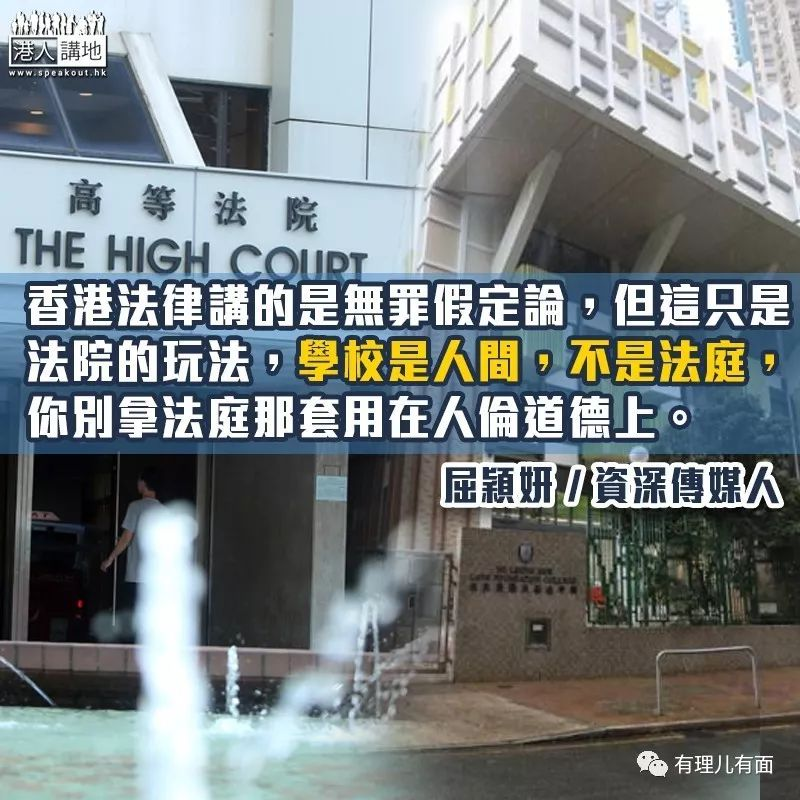 港人講地
www.speakout.hk
高等法院
THE HIGH COURT
香港法律講的是無罪假定論，但這只是
法院的玩法，學校是人間，不是法庭，
你別拿法庭那套用在人倫道德上。
屈穎妍／資深傳媒人
有理儿有面